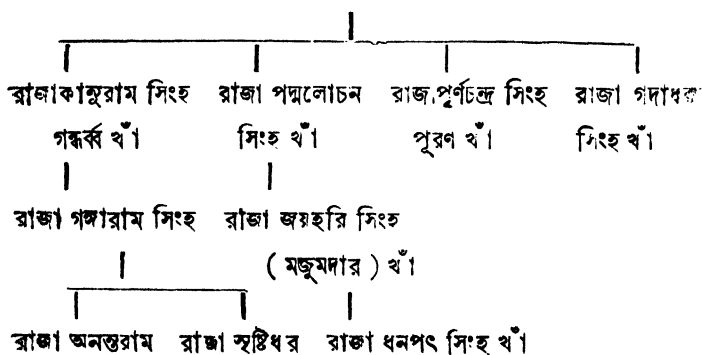 রাজা কানুরাম সিংহ রাজা পদ্মলোচন রাজা পূর্ণচন্দ্র সিংহ রাজা গদাধর
গন্ধর্ব্ব খাঁ। সিংহ খাঁ। পূরণ খাঁ। সিংহ খাঁ।
রাজা গঙ্গারাম সিংহ রাজা জয়হরি সিংহ
( মজুমদার ) খাঁ।
রাজা অনন্তরাম রাজা সৃষ্টিধর রাজা ধনপৎ সিংহ খাঁ।